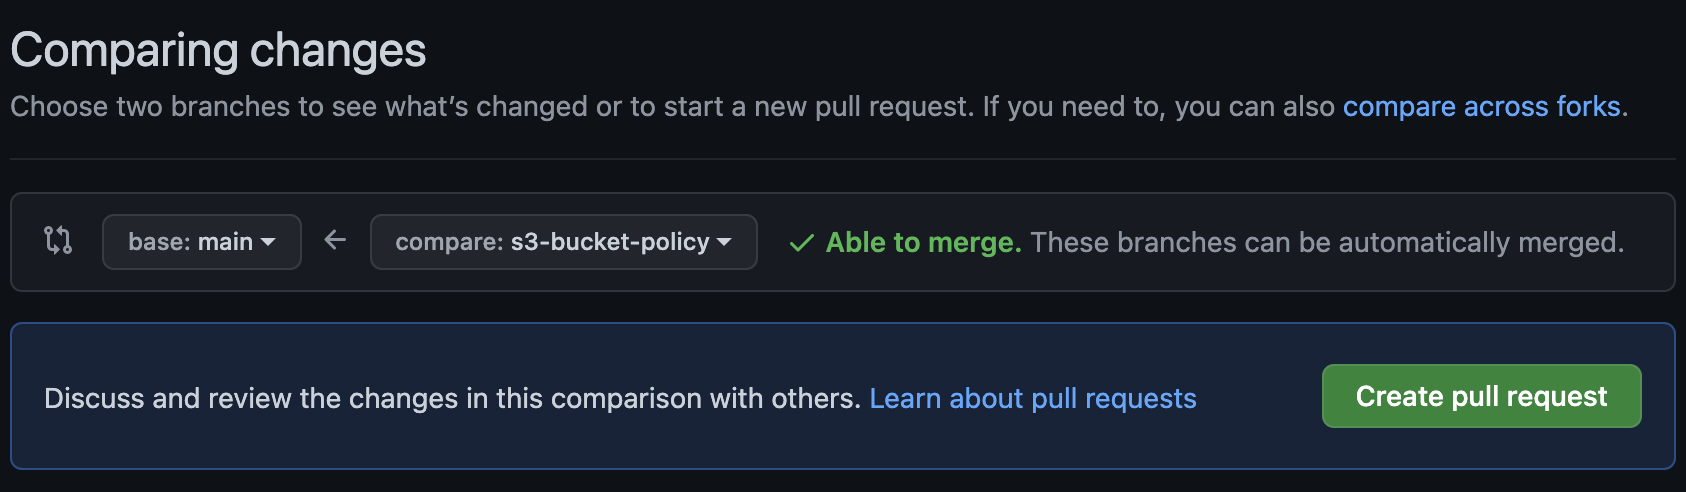 Comparing changes
Choose two branches to see what’s changed or to start a new pull request. If you need to, you can also compare across forks.
base: main compare: s3-bucket-policy Able to merge. These branches can be automatically merged.
Discuss and review the changes in this comparison with others. Learn about pull requests Create pull request